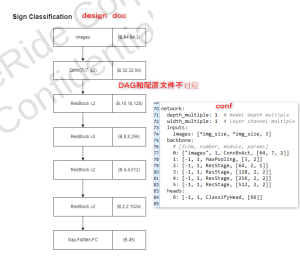 Sign Classification
design doc
Images
(B,64,64,3)
Conv 7*7 ,s2
(B,32,32,64)
DAG和配置文件不对应
ResBlock x2
(B,16,16,128)
ResBlock x2
(B,8,8,256)
ResBlock x2
(B,4,4,512)
ResBlock x2
(B,2,2,1024)
Gap,Flatten,FC
(B,45)
conf
70 network:
71 depth_multiple: 1 # model depth multiple
72 width_multiple: 1 # layer channel multiple
73 inputs:
74 images: [*img_size, *img_size, 3]
75 backbone:
76 # [from, number, module, params]
77 0: ["images", 1, ConvBnAct, [64, 7, 2]]
78 1: [-1, 1, MaxPooling, [3, 2]]
79 2: [-1, 1, ResStage, [64, 2, 1]]
80 3: [-1, 1, ResStage, [128, 2, 2]]
81 4: [-1, 1, ResStage, [256, 2, 2]]
82 5: [-1, 1, ResStage, [512, 2, 2]]
83 heads:
84 6: [-1, 1, ClassifyHead, [66]]
85